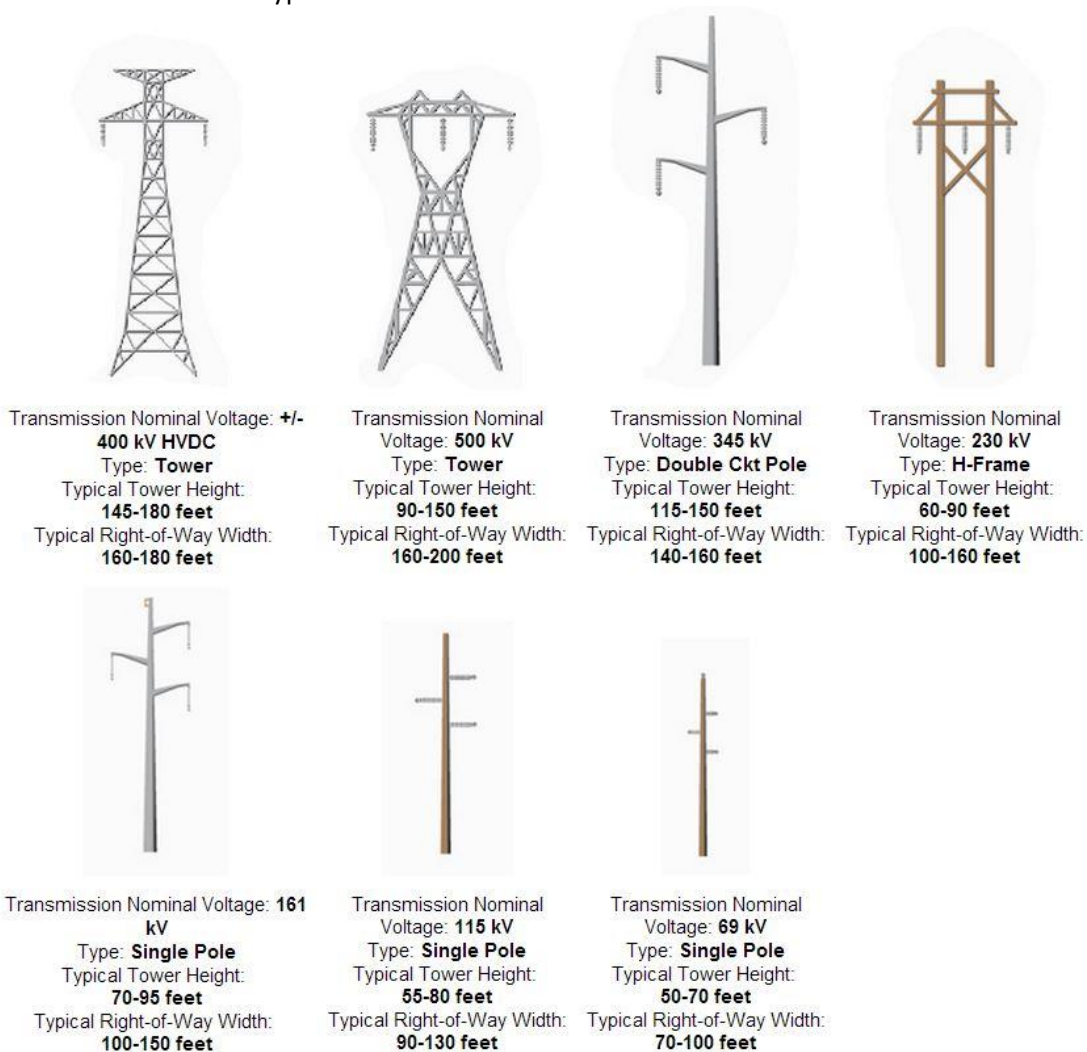 Transmission Nominal Voltage: +/-
400 kV HVDC
Type: Tower
Typical Tower Height:
145-180 feet
Typical Right-of-Way Width:
160-180 feet
Transmission Nominal
Voltage: 500 kV
Type: Tower
Typical Tower Height:
90-150 feet
Typical Right-of-Way Width:
160-200 feet
Transmission Nominal
Voltage: 345 kV
Type: Double Ckt Pole
Typical Tower Height:
115-150 feet
Typical Right-of-Way Width:
140-160 feet
Transmission Nominal
Voltage: 230 kV
Type: H-Frame
Typical Tower Height:
60-90 feet
Typical Right-of-Way Width:
100-160 feet
Transmission Nominal Voltage: 161
kV
Type: Single Pole
Typical Tower Height:
70-95 feet
Typical Right-of-Way Width:
100-150 feet
Transmission Nominal
Voltage: 115 kV
Type: Single Pole
Typical Tower Height:
55-80 feet
Typical Right-of-Way Width:
90-130 feet
Transmission Nominal
Voltage: 69 kV
Type: Single Pole
Typical Tower Height:
50-70 feet
Typical Right-of-Way Width:
70-100 feet